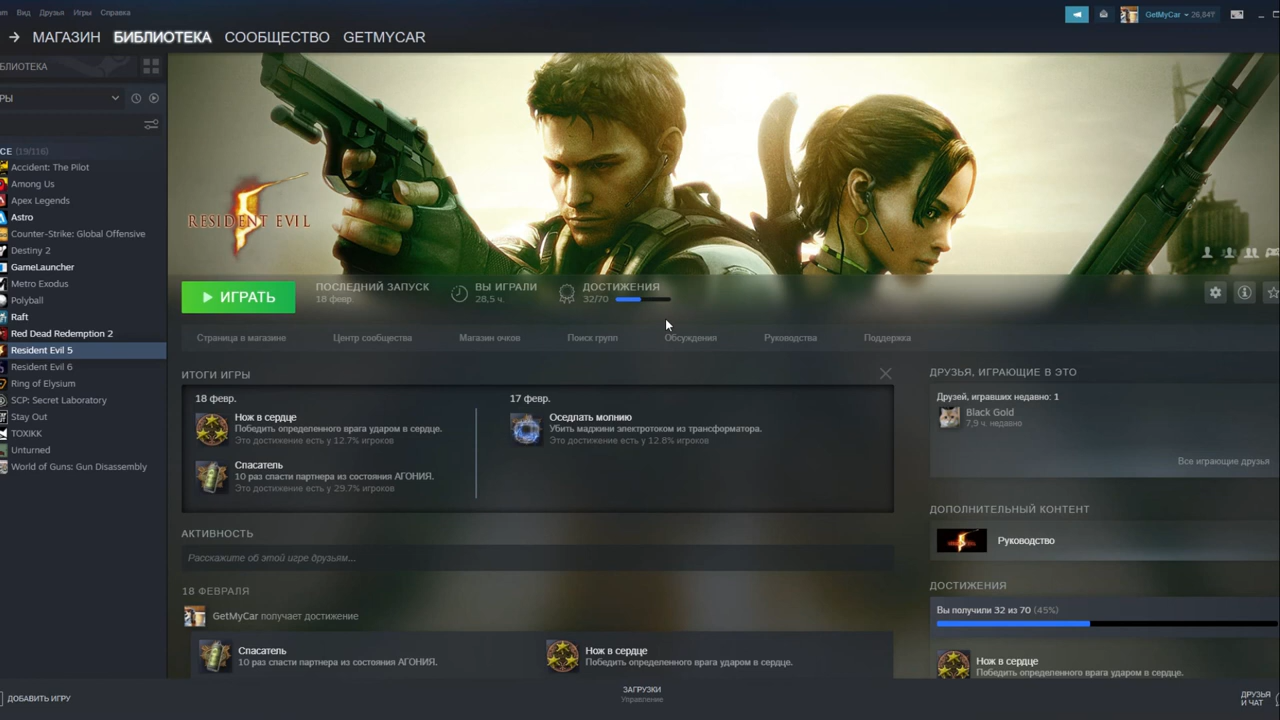 Вид Друзья Игры Справка
GetMyCar 26,84₸
МАГАЗИН БИБЛИОТЕКА СООБЩЕСТВО GETMYCAR
БЛИОТЕКА
РЫ
СЕ (19/116)
Accident: The Pilot
Among Us
Apex Legends
Astro
Counter-Strike: Global Offensive
Destiny 2
GameLauncher
Metro Exodus
Polyball
Raft
Red Dead Redemption 2
Resident Evil 5
Resident Evil 6
Ring of Elysium
SCP: Secret Laboratory
Stay Out
TOXIKK
Unturned
World of Guns: Gun Disassembly
ДОБАВИТЬ ИГРУ
RESIDENT EVIL
5
ИГРАТЬ
ПОСЛЕДНИЙ ЗАПУСК
18 февр.
ВЫ ИГРАЛИ
28,5 ч.
ДОСТИЖЕНИЯ
32/70
Страница в магазине Центр сообщества Магазин очков Поиск групп Обсуждения Руководства Поддержка
ИТОГИ ИГРЫ
18 февр.
Нож в сердце
Победить определенного врага ударом в сердце.
Это достижение есть у 12.7% игроков
Спасатель
10 раз спасти партнера из состояния АГОНИЯ.
Это достижение есть у 29.7% игроков
17 февр.
Оседлать молнию
Убить маджини электротоком из трансформатора.
Это достижение есть у 12.8% игроков
АКТИВНОСТЬ
Расскажите об этой игре друзьям...
18 ФЕВРАЛЯ
GetMyCar получает достижение
Спасатель
10 раз спасти партнера из состояния АГОНИЯ.
Нож в сердце
Победить определенного врага ударом в сердце.
ДРУЗЬЯ, ИГРАЮЩИЕ В ЭТО
Друзей, игравших недавно: 1
Black Gold
7,9 ч. недавно
Все играющие друзья
ДОПОЛНИТЕЛЬНЫЙ КОНТЕНТ
Руководство
ДОСТИЖЕНИЯ
Вы получили 32 из 70 (45%)
Нож в сердце
Победить определенного врага ударом в сердце.
ЗАГРУЗКИ
Управление
ДРУЗЬЯ
И ЧАТ